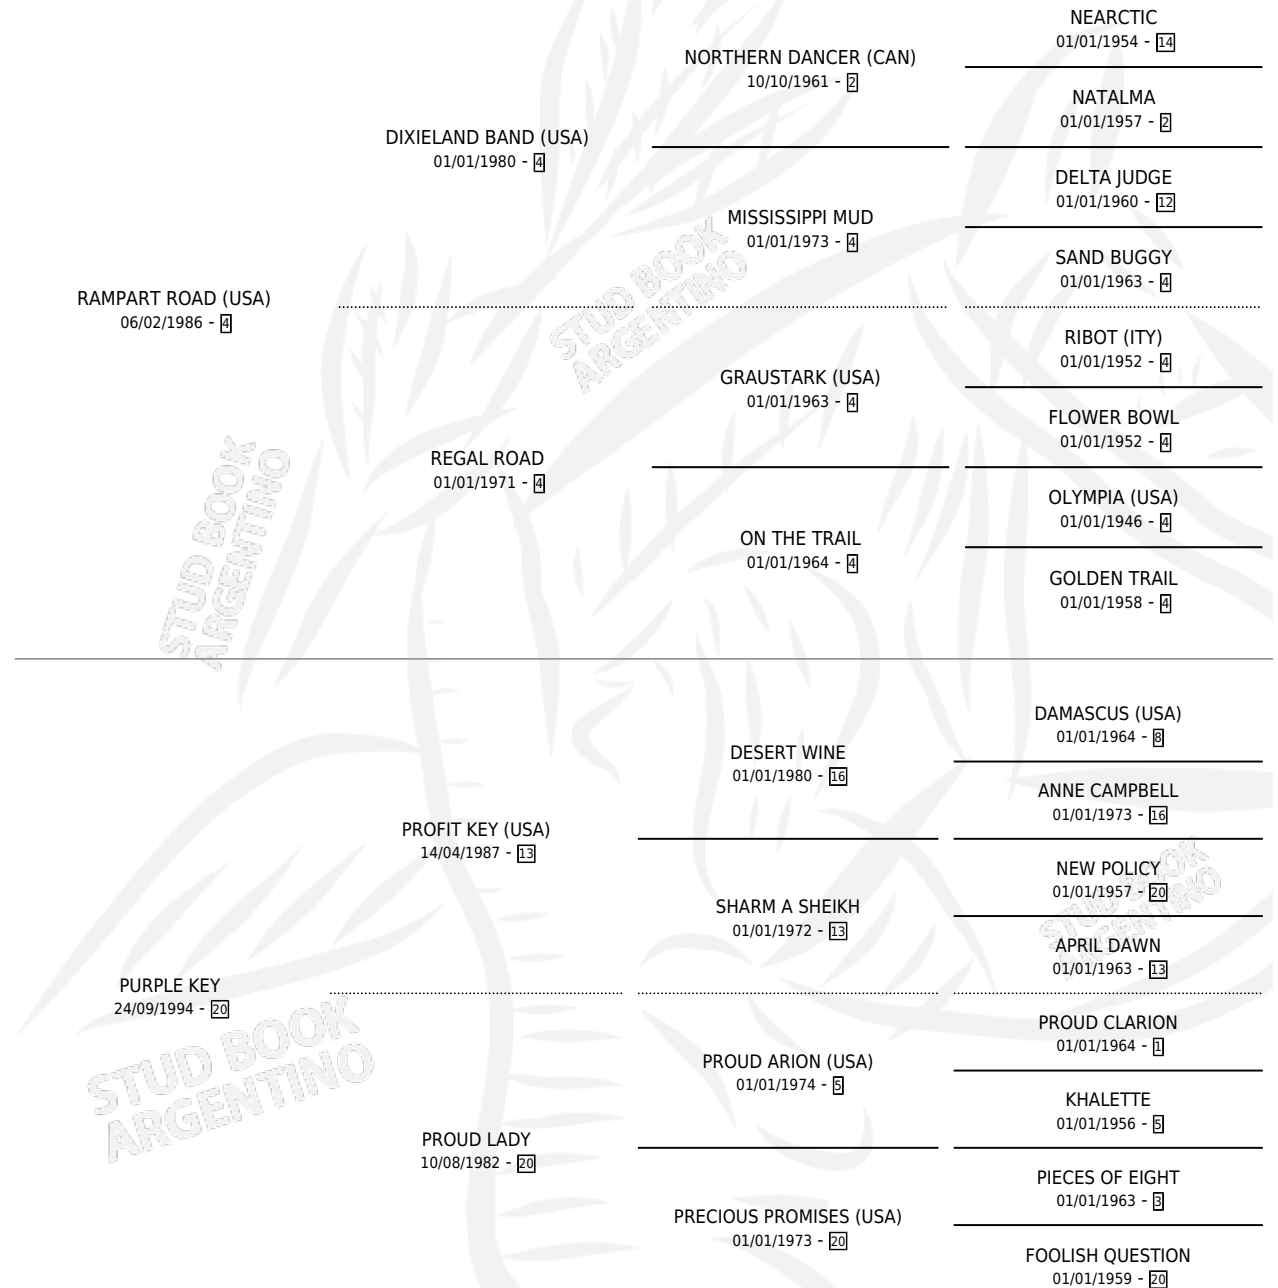 NEARCTIC
01/01/1954 - 14
NORTHERN DANCER (CAN)
10/10/1961 - 2
NATALMA
01/01/1957 - 2
DIXIELAND BAND (USA)
01/01/1980 - 4
DELTA JUDGE
01/01/1960 - 12
MISSISSIPPI MUD
01/01/1973 - 4
SAND BUGGY
01/01/1963 - 4
RAMPART ROAD (USA)
06/02/1986 - 4
STUD BOOK
ARGENTINO
RIBOT (ITY)
01/01/1952 - 4
GRAUSTARK (USA)
01/01/1963 - 4
FLOWER BOWL
01/01/1952 - 4
REGAL ROAD
01/01/1971 - 4
OLYMPIA (USA)
01/01/1946 - 4
ON THE TRAIL
01/01/1964 - 4
GOLDEN TRAIL
01/01/1958 - 4
STUD BOOK
ARGENTINO
DAMASCUS (USA)
01/01/1964 - 8
DESERT WINE
01/01/1980 - 16
ANNE CAMPBELL
01/01/1973 - 16
PROFIT KEY (USA)
14/04/1987 - 13
NEW POLICY
01/01/1957 - 20
SHARM A SHEIKH
01/01/1972 - 13
STUD BOOK
ARGENTINO
APRIL DAWN
01/01/1963 - 13
PURPLE KEY
24/09/1994 - 20
STUD BOOK
ARGENTINO
PROUD CLARION
01/01/1964 - 1
PROUD ARION (USA)
01/01/1974 - 5
KHALETTE
01/01/1956 - 5
PROUD LADY
10/08/1982 - 20
PIECES OF EIGHT
01/01/1963 - 3
PRECIOUS PROMISES (USA)
01/01/1973 - 20
FOOLISH QUESTION
01/01/1959 - 20